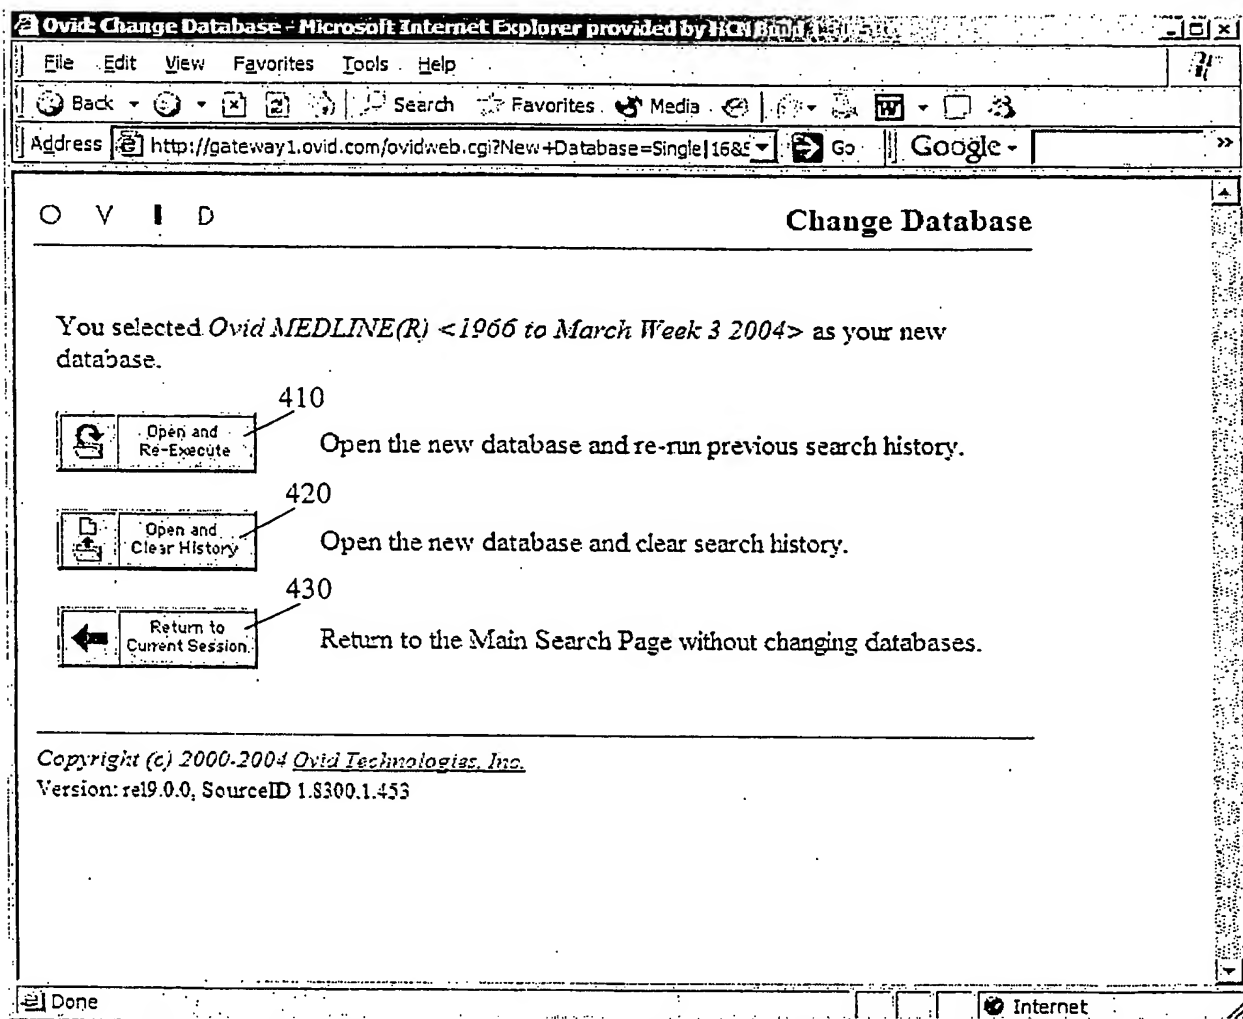 Ovid: Change Database - Microsoft Internet Explorer provided by HCN Build
File Edit View Favorites Tools Help
Back Search Favorites Media
Address http://gateway1.ovid.com/ovidweb.cgi?New+Database=Single|16&S Go Google
O V I D
Change Database
You selected Ovid MEDLINE(R) <1966 to March Week 3 2004> as your new
database.
410
Open and
Re-Execute
Open the new database and re-run previous search history.
420
Open and
Clear History
Open the new database and clear search history.
430
Return to
Current Session
Return to the Main Search Page without changing databases.
Copyright (c) 2000-2004 Ovid Technologies, Inc.
Version: rel9.0.0, SourceID 1.8300.1.453
Done
Internet